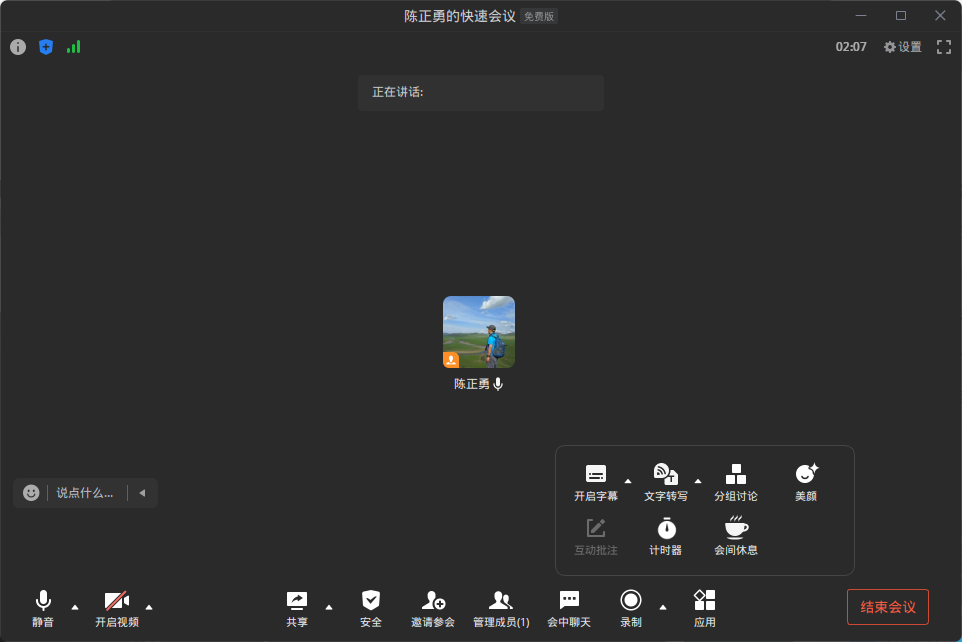 陈正勇的快速会议 免费版
02:07 设置
正在讲话:
陈正勇
开启字幕 文字转写 分组讨论 美颜
互动批注 计时器 会间休息
说点什么...
静音 开启视频 共享 安全 邀请参会 管理成员(1) 会中聊天 录制 应用 结束会议